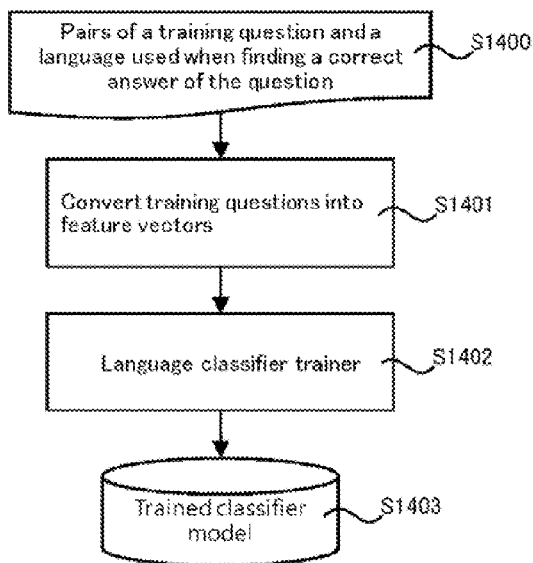 Pairs of a training question and a
language used when finding a correct
answer of the question
S1400
Convert training questions into
feature vectors
S1401
Language classifier trainer
S1402
Trained classifier
model
S1403